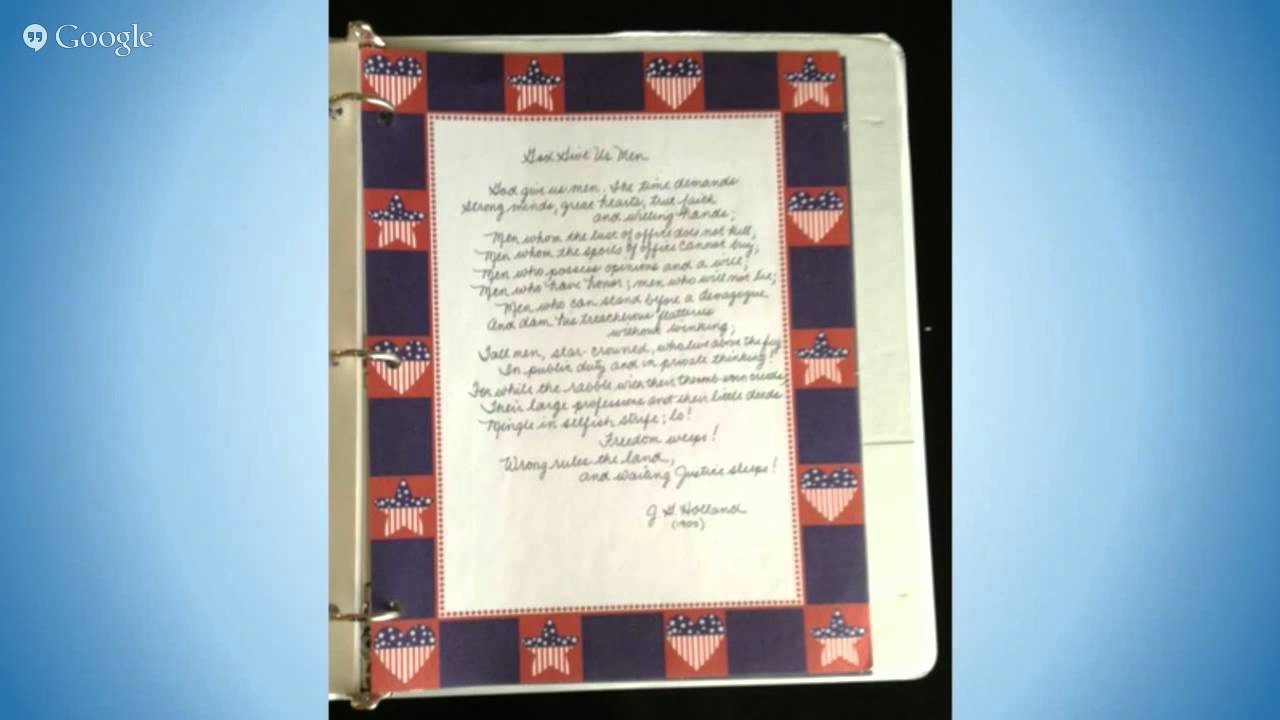 Google
God Give Us Men
God give us men. The time demands
Strong minds, great hearts, true faith
and willing hands;
Men whom the lust of office does not kill,
Men whom the spoils of office cannot buy,
Men who possess opinions and a will;
Men who have honor; men who will not lie;
Men who can stand before a demagogue
And dam his treacherous flatteries
without winking;
Tall men, star-crowned, who live above the fog
In public duty and in private thinking!
For while the rabble with their thumb-worn creeds
Their large professions and their little deeds
Mingle in selfish strife; lo!
Freedom weeps!
Wrong rules the land,
and waiting Justice sleeps!
J G Holland